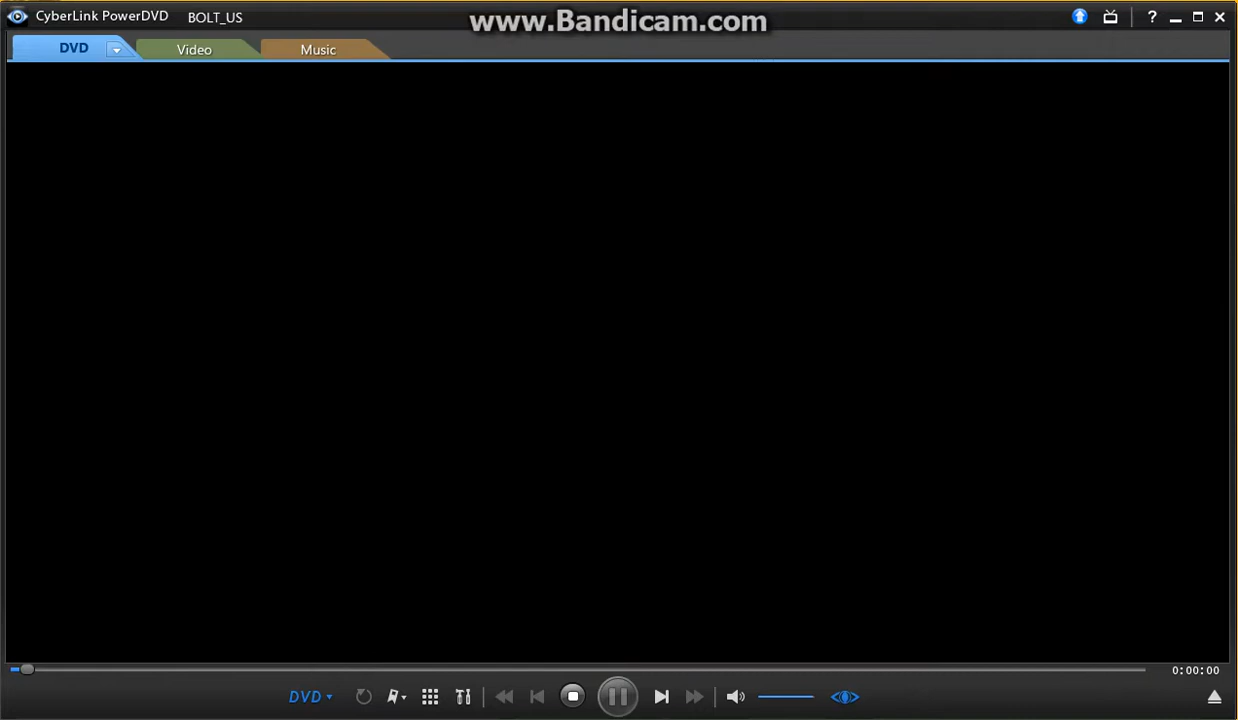 CyberLink PowerDVD BOLT_US
www.Bandicam.com
?
DVD
Video
Music
0:00:00
DVD